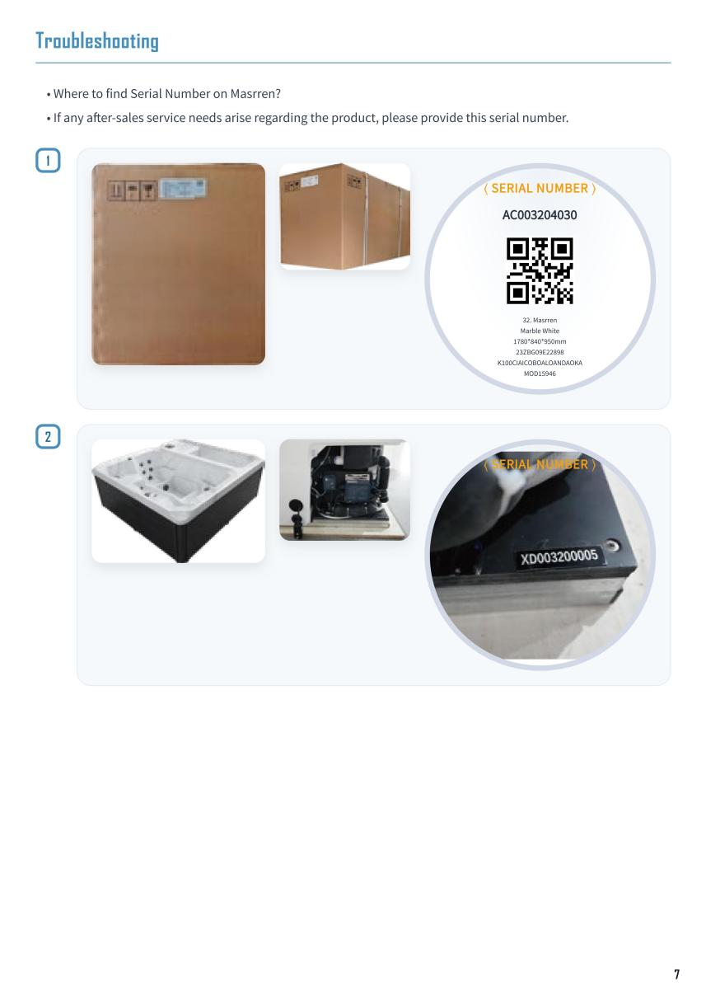 Troubleshooting
• Where to find Serial Number on Masrren?
• If any after-sales service needs arise regarding the product, please provide this serial number.
1
⟨ SERIAL NUMBER ⟩
AC003204030
32. Masrren
Marble White
1780*840*950mm
23ZBG09E22898
K100CIAICOBOALOANDAOKA
MOD15946
2
⟨ SERIAL NUMBER ⟩
XD003200005
7